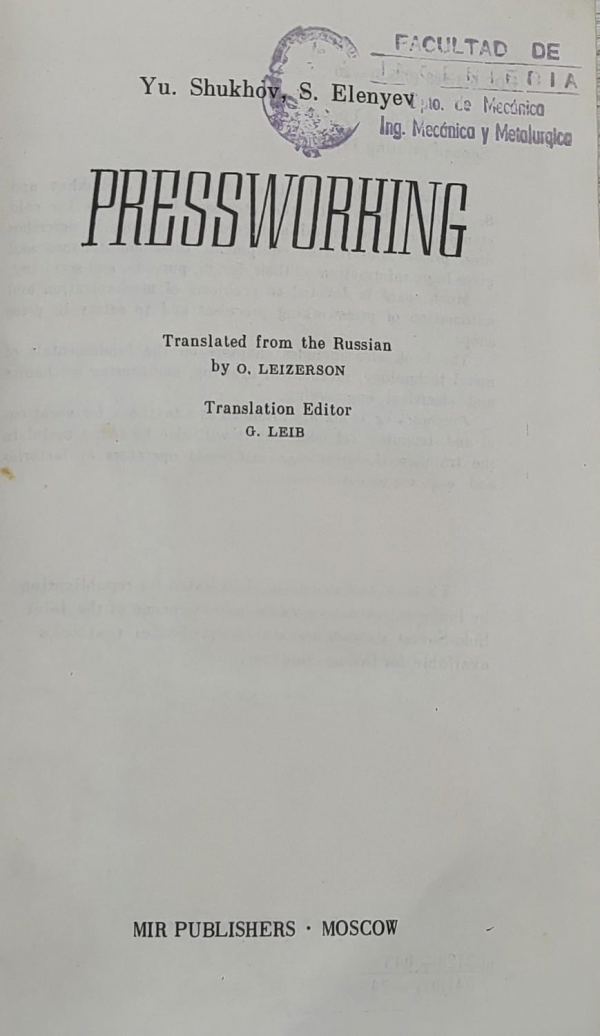 FACULTAD DE
Yu. Shukhov, S. Elenyev
de Mecánica
Ing. Mecánica y Metalurgica
PRESSWORKING
Translated from the Russian
by O. LEIZERSON
Translation Editor
G. LEIB
MIR PUBLISHERS · MOSCOW